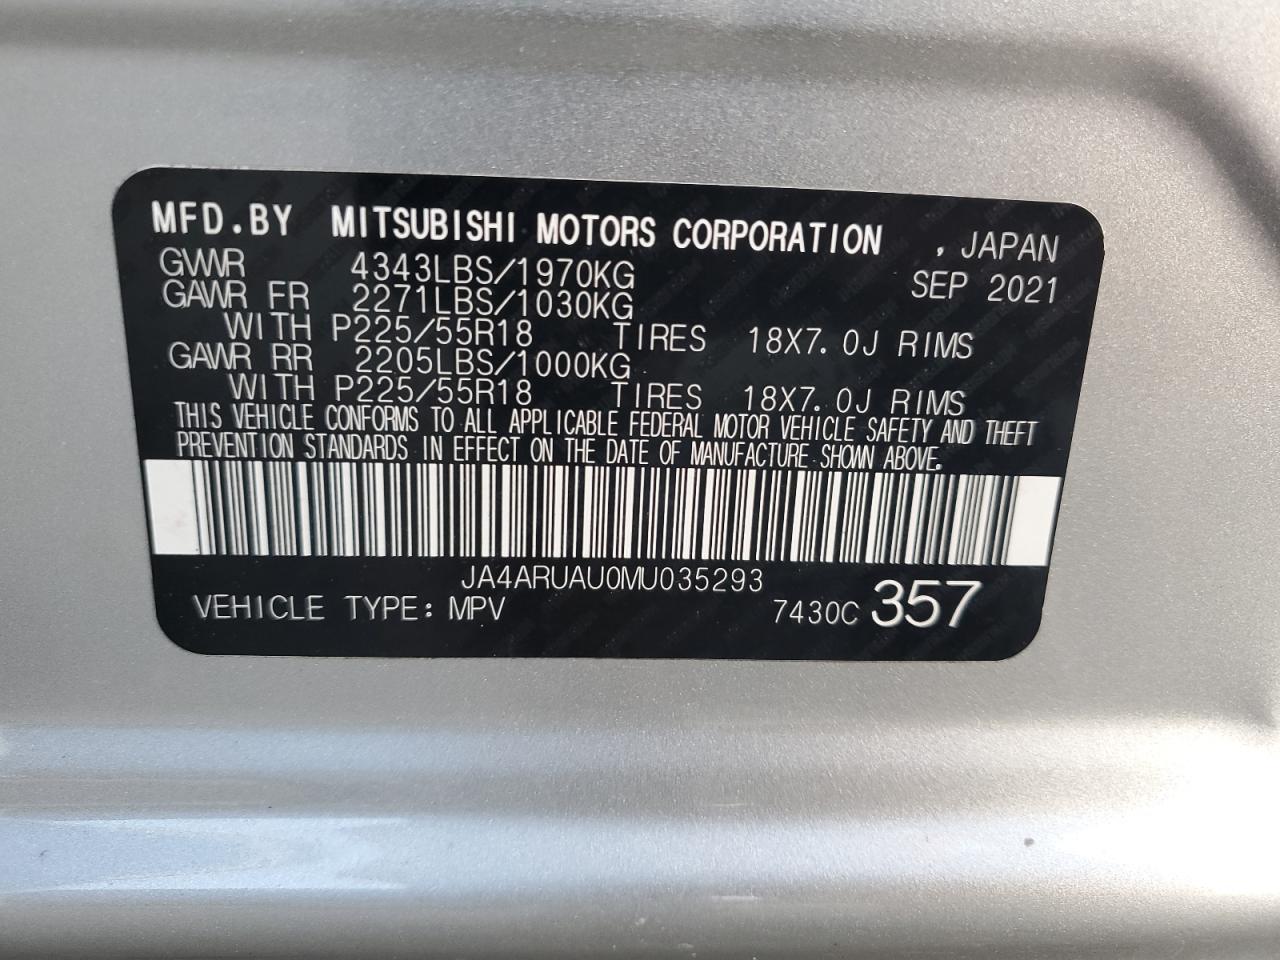 MFD.BY MITSUBISHI MOTORS CORPORATION , JAPAN
GVWR 4343LBS/1970KG SEP 2021
GAWR FR 2271LBS/1030KG
WITH P225/55R18 TIRES 18X7.0J RIMS
GAWR RR 2205LBS/1000KG
WITH P225/55R18 TIRES 18X7.0J RIMS
THIS VEHICLE CONFORMS TO ALL APPLICABLE FEDERAL MOTOR VEHICLE SAFETY AND THEFT
PREVENTION STANDARDS IN EFFECT ON THE DATE OF MANUFACTURE SHOWN ABOVE.
JA4ARUAU0MU035293
VEHICLE TYPE: MPV 7430C 357